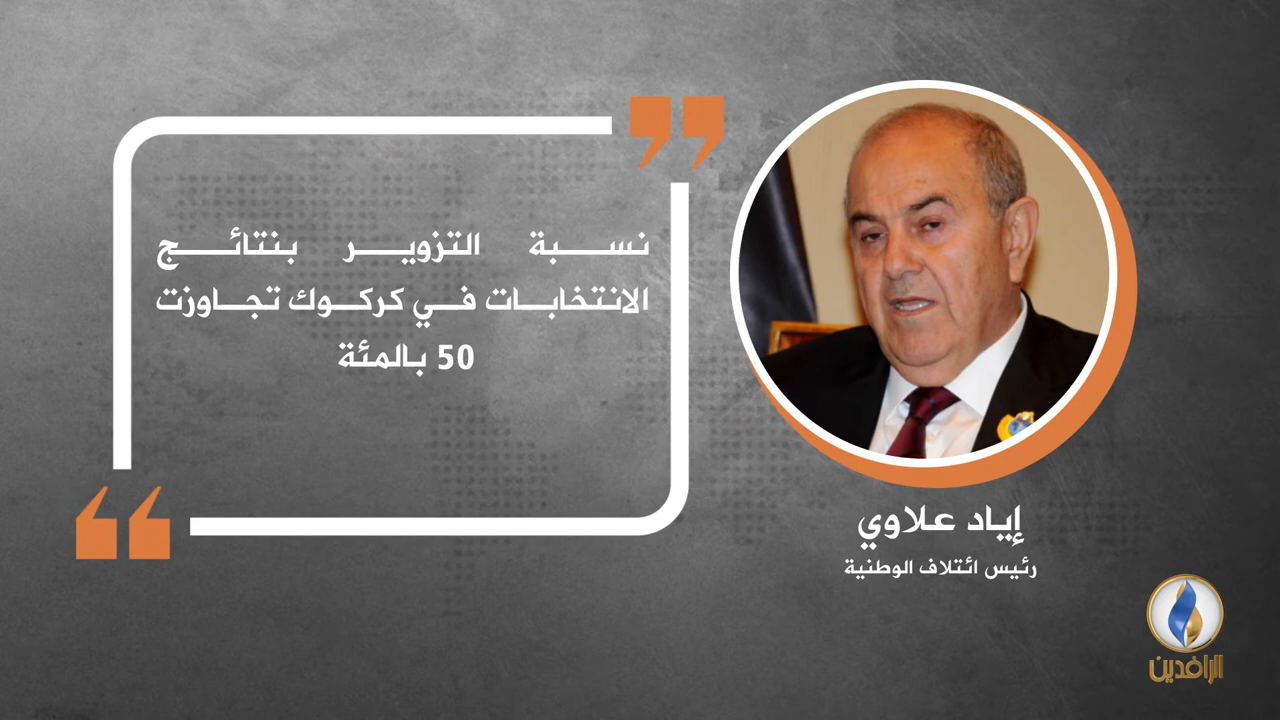 نسبة التزوير بنتائج
الانتخابات في كركوك تجاوزت
50 بالمئة
إياد علاوي
رئيس ائتلاف الوطنية
الرافدين